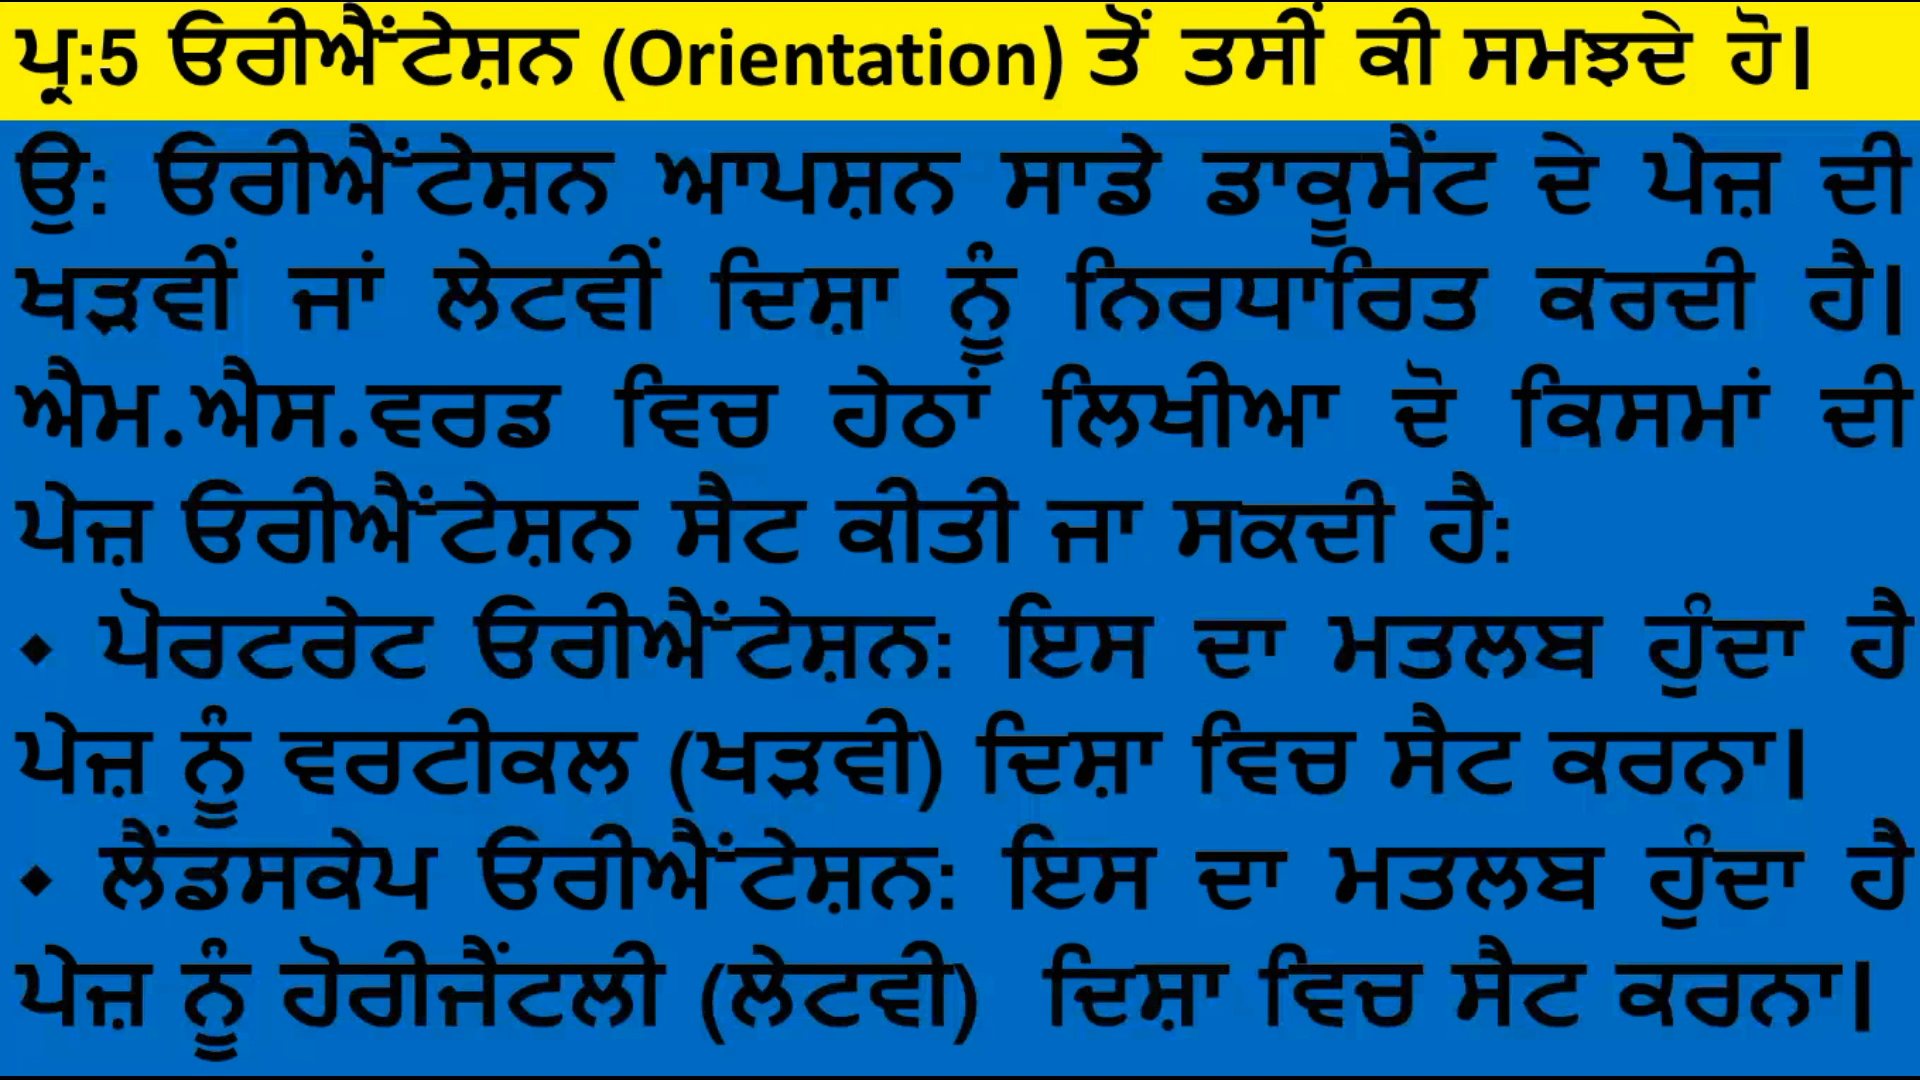 ਪ੍ਰ:5 ਓਰੀਐਂਟੇਸ਼ਨ (Orientation) ਤੋਂ ਤਸੀਂ ਕੀ ਸਮਝਦੇ ਹੋ।
ਉ: ਓਰੀਐਂਟੇਸ਼ਨ ਆਪਸ਼ਨ ਸਾਡੇ ਡਾਕੂਮੈਂਟ ਦੇ ਪੇਜ਼ ਦੀ
ਖੜਵੀਂ ਜਾਂ ਲੇਟਵੀਂ ਦਿਸ਼ਾ ਨੂੰ ਨਿਰਧਾਰਿਤ ਕਰਦੀ ਹੈ।
ਐਮ.ਐਸ.ਵਰਡ ਵਿਚ ਹੇਠਾਂ ਲਿਖੀਆ ਦੋ ਕਿਸਮਾਂ ਦੀ
ਪੇਜ਼ ਓਰੀਐਂਟੇਸ਼ਨ ਸੈਟ ਕੀਤੀ ਜਾ ਸਕਦੀ ਹੈ:
⬥ ਪੋਰਟਰੇਟ ਓਰੀਐਂਟੇਸ਼ਨ: ਇਸ ਦਾ ਮਤਲਬ ਹੁੰਦਾ ਹੈ
ਪੇਜ਼ ਨੂੰ ਵਰਟੀਕਲ (ਖੜਵੀ) ਦਿਸ਼ਾ ਵਿਚ ਸੈਟ ਕਰਨਾ।
⬥ ਲੈਂਡਸਕੇਪ ਓਰੀਐਂਟੇਸ਼ਨ: ਇਸ ਦਾ ਮਤਲਬ ਹੁੰਦਾ ਹੈ
ਪੇਜ਼ ਨੂੰ ਹੋਰੀਜੈਂਟਲੀ (ਲੇਟਵੀ) ਦਿਸ਼ਾ ਵਿਚ ਸੈਟ ਕਰਨਾ।